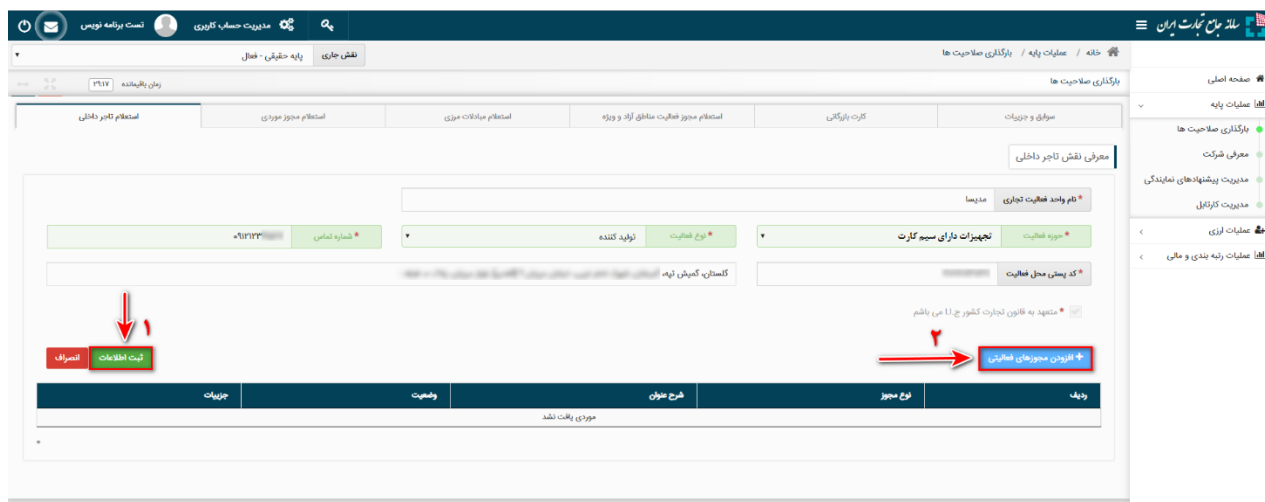 سامانه جامع تجارت ایران
مدیریت حساب کاربری
تست برنامه نویس
خانه / عملیات پایه / بارگذاری صلاحیت ها
نقش جاری
پایه حقیقی - فعال
بارگذاری صلاحیت ها
زمان باقیمانده ۲۹:۱۷
صفحه اصلی
عملیات پایه
بارگذاری صلاحیت ها
معرفی شرکت
مدیریت پیشنهادهای نمایندگی
مدیریت کارتابل
عملیات ارزی
عملیات رتبه بندی و مالی
سوابق و جزییات
کارت بازرگانی
استعلام مجوز فعالیت مناطق آزاد و ویژه
استعلام مبادلات مرزی
استعلام مجوز موردی
استعلام تاجر داخلی
معرفی نقش تاجر داخلی
* نام واحد فعالیت تجاری
مدیسا
* حوزه فعالیت
تجهیزات دارای سیم کارت
* نوع فعالیت
تولید کننده
* شماره تماس
۰۹۱۲۱۲۳
* کد پستی محل فعالیت
گلستان، گمیش تپه،
* متعهد به قانون تجارت کشور ج.ا.ا می باشم
۱
۲
+ افزودن مجوزهای فعالیتی
ثبت اطلاعات
انصراف
ردیف
نوع مجوز
شرح عنوان
وضعیت
جزییات
موردی یافت نشد